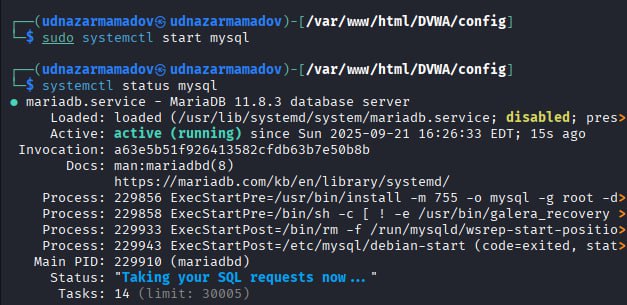 ┌──(udnazarmamadov㉿udnazarmamadov)-[/var/www/html/DVWA/config]
└─$ sudo systemctl start mysql
┌──(udnazarmamadov㉿udnazarmamadov)-[/var/www/html/DVWA/config]
└─$ systemctl status mysql
● mariadb.service - MariaDB 11.8.3 database server
Loaded: loaded (/usr/lib/systemd/system/mariadb.service; disabled; pres>
Active: active (running) since Sun 2025-09-21 16:26:33 EDT; 15s ago
Invocation: a63e5b51f926413582cfdb63b7e50b8b
Docs: man:mariadbd(8)
https://mariadb.com/kb/en/library/systemd/
Process: 229856 ExecStartPre=/usr/bin/install -m 755 -o mysql -g root -d>
Process: 229858 ExecStartPre=/bin/sh -c [ ! -e /usr/bin/galera_recovery >
Process: 229933 ExecStartPost=/bin/rm -f /run/mysqld/wsrep-start-positio>
Process: 229943 ExecStartPost=/etc/mysql/debian-start (code=exited, stat>
Main PID: 229910 (mariadbd)
Status: "Taking your SQL requests now..."
Tasks: 14 (limit: 30005)